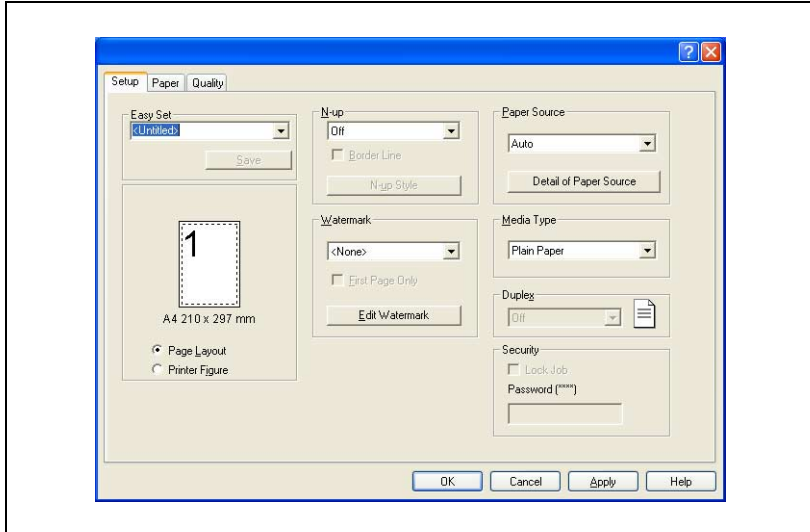 Setup Paper Quality
Easy Set
<Untitled>
Save
1
A4 210 x 297 mm
Page Layout
Printer Figure
N-up
Off
Border Line
N-up Style
Watermark
<None>
First Page Only
Edit Watermark
Paper Source
Auto
Detail of Paper Source
Media Type
Plain Paper
Duplex
Off
Security
Lock Job
Password (****)
OK Cancel Apply Help